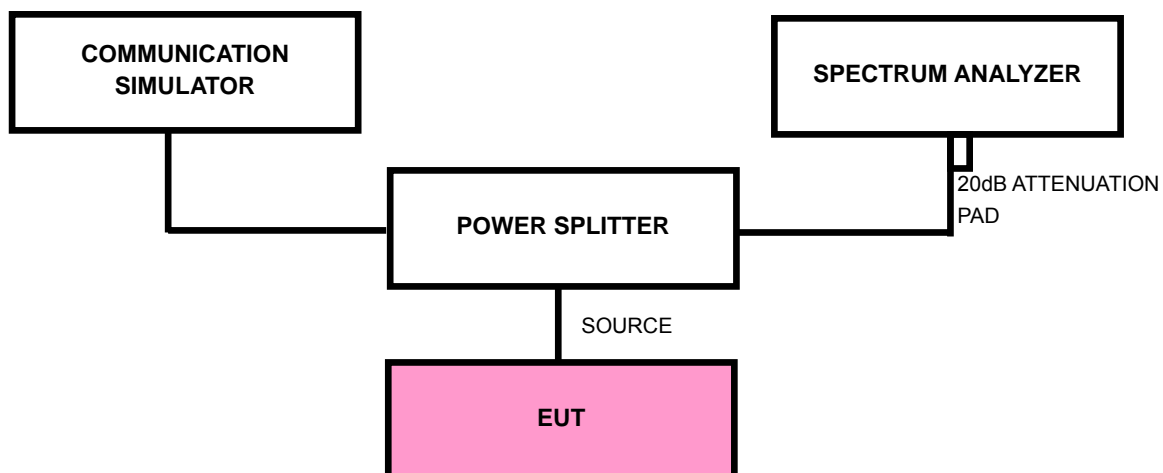 COMMUNICATION
SIMULATOR
SPECTRUM ANALYZER
20dB ATTENUATION
PAD
POWER SPLITTER
SOURCE
EUT